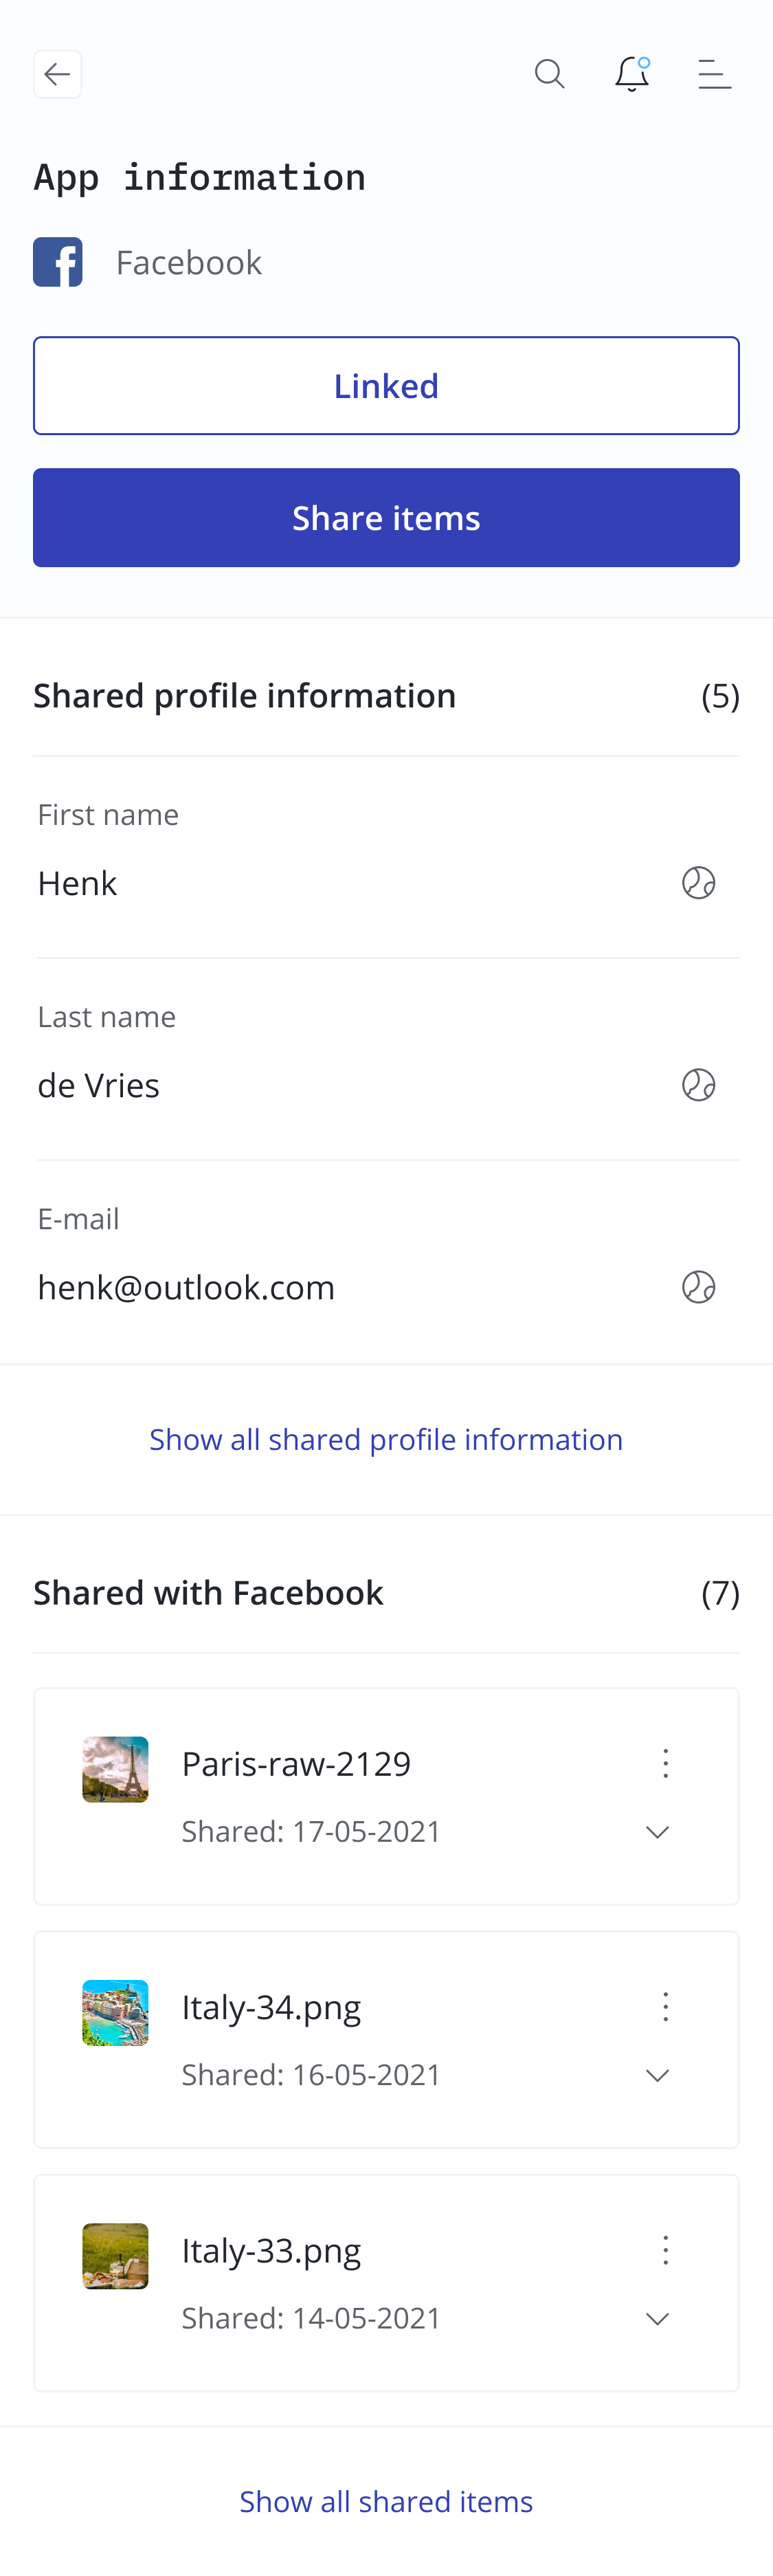 App information
Facebook
Linked
Share items
Shared profile information (5)
First name
Henk
Last name
de Vries
E-mail
henk@outlook.com
Show all shared profile information
Shared with Facebook (7)
Paris-raw-2129
Shared: 17-05-2021
Italy-34.png
Shared: 16-05-2021
Italy-33.png
Shared: 14-05-2021
Show all shared items